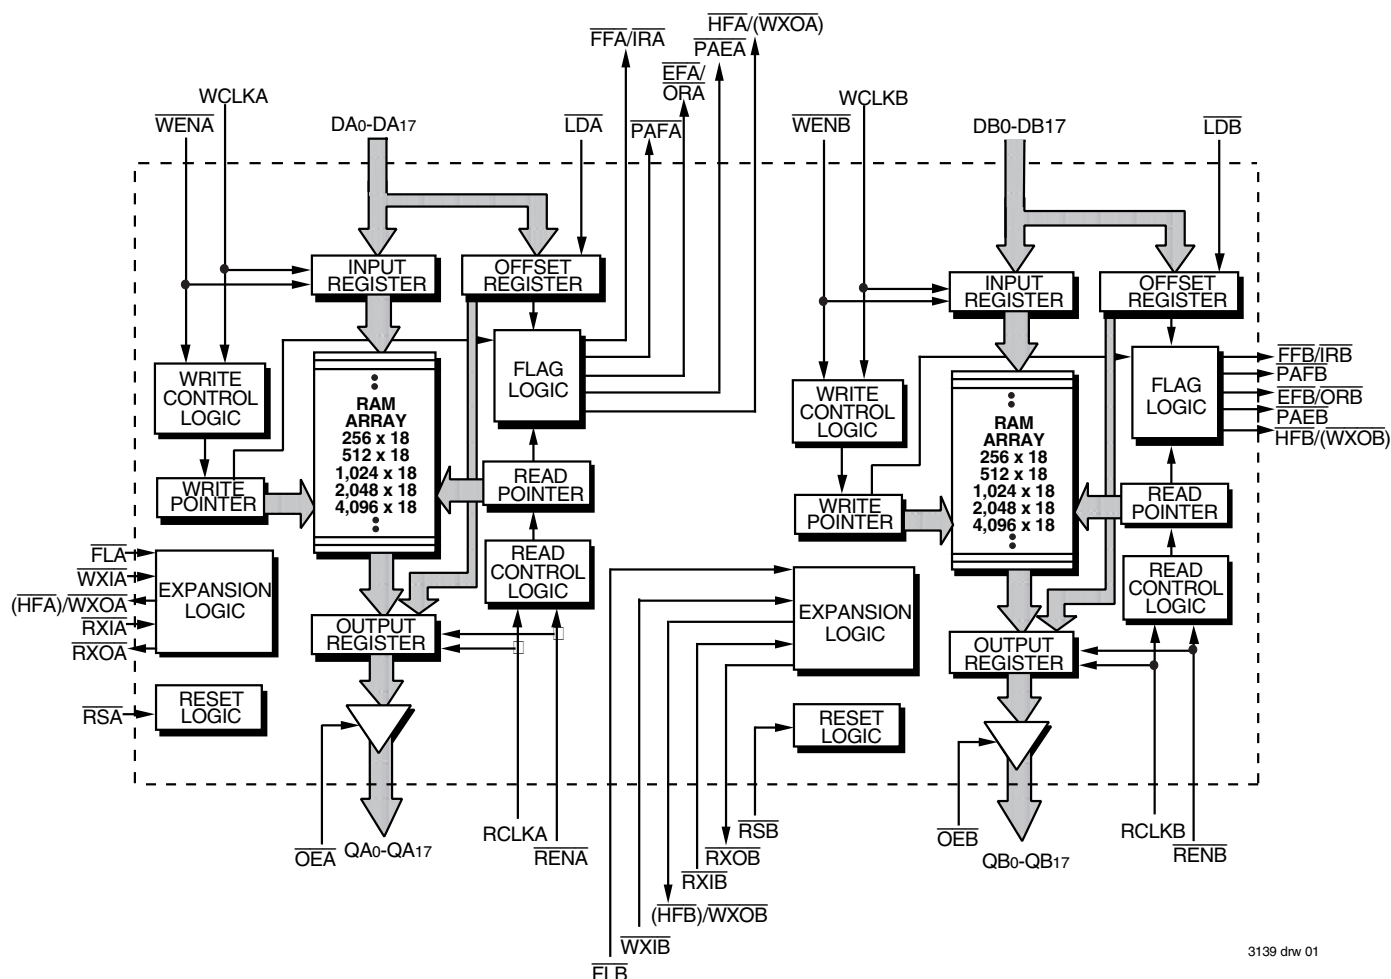 HFA/(WXOA)
FFA/IRA
PAEA
EFA/
ORA
WCLKA
WCLKB
WENA
DA0-DA17
LDA
PAFA
WENB
DB0-DB17
LDB
INPUT
REGISTER
OFFSET
REGISTER
INPUT
REGISTER
OFFSET
REGISTER
WRITE
CONTROL
LOGIC
RAM
ARRAY
256 x 18
512 x 18
1,024 x 18
2,048 x 18
4,096 x 18
FLAG
LOGIC
WRITE
CONTROL
LOGIC
RAM
ARRAY
256 x 18
512 x 18
1,024 x 18
2,048 x 18
4,096 x 18
FLAG
LOGIC
FFB/IRB
PAFB
EFB/ORB
PAEB
HFB/(WXOB)
WRITE
POINTER
READ
POINTER
WRITE
POINTER
READ
POINTER
FLA
WXIA
(HFA)/WXOA
RXIA
RXOA
EXPANSION
LOGIC
READ
CONTROL
LOGIC
EXPANSION
LOGIC
READ
CONTROL
LOGIC
OUTPUT
REGISTER
OUTPUT
REGISTER
RSA
RESET
LOGIC
RESET
LOGIC
OEA
QA0-QA17
RCLKA
RENA
RSB
RXOB
RXIB
(HFB)/WXOB
WXIB
FLB
OEB
QB0-QB17
RCLKB
RENB
3139 drw 01